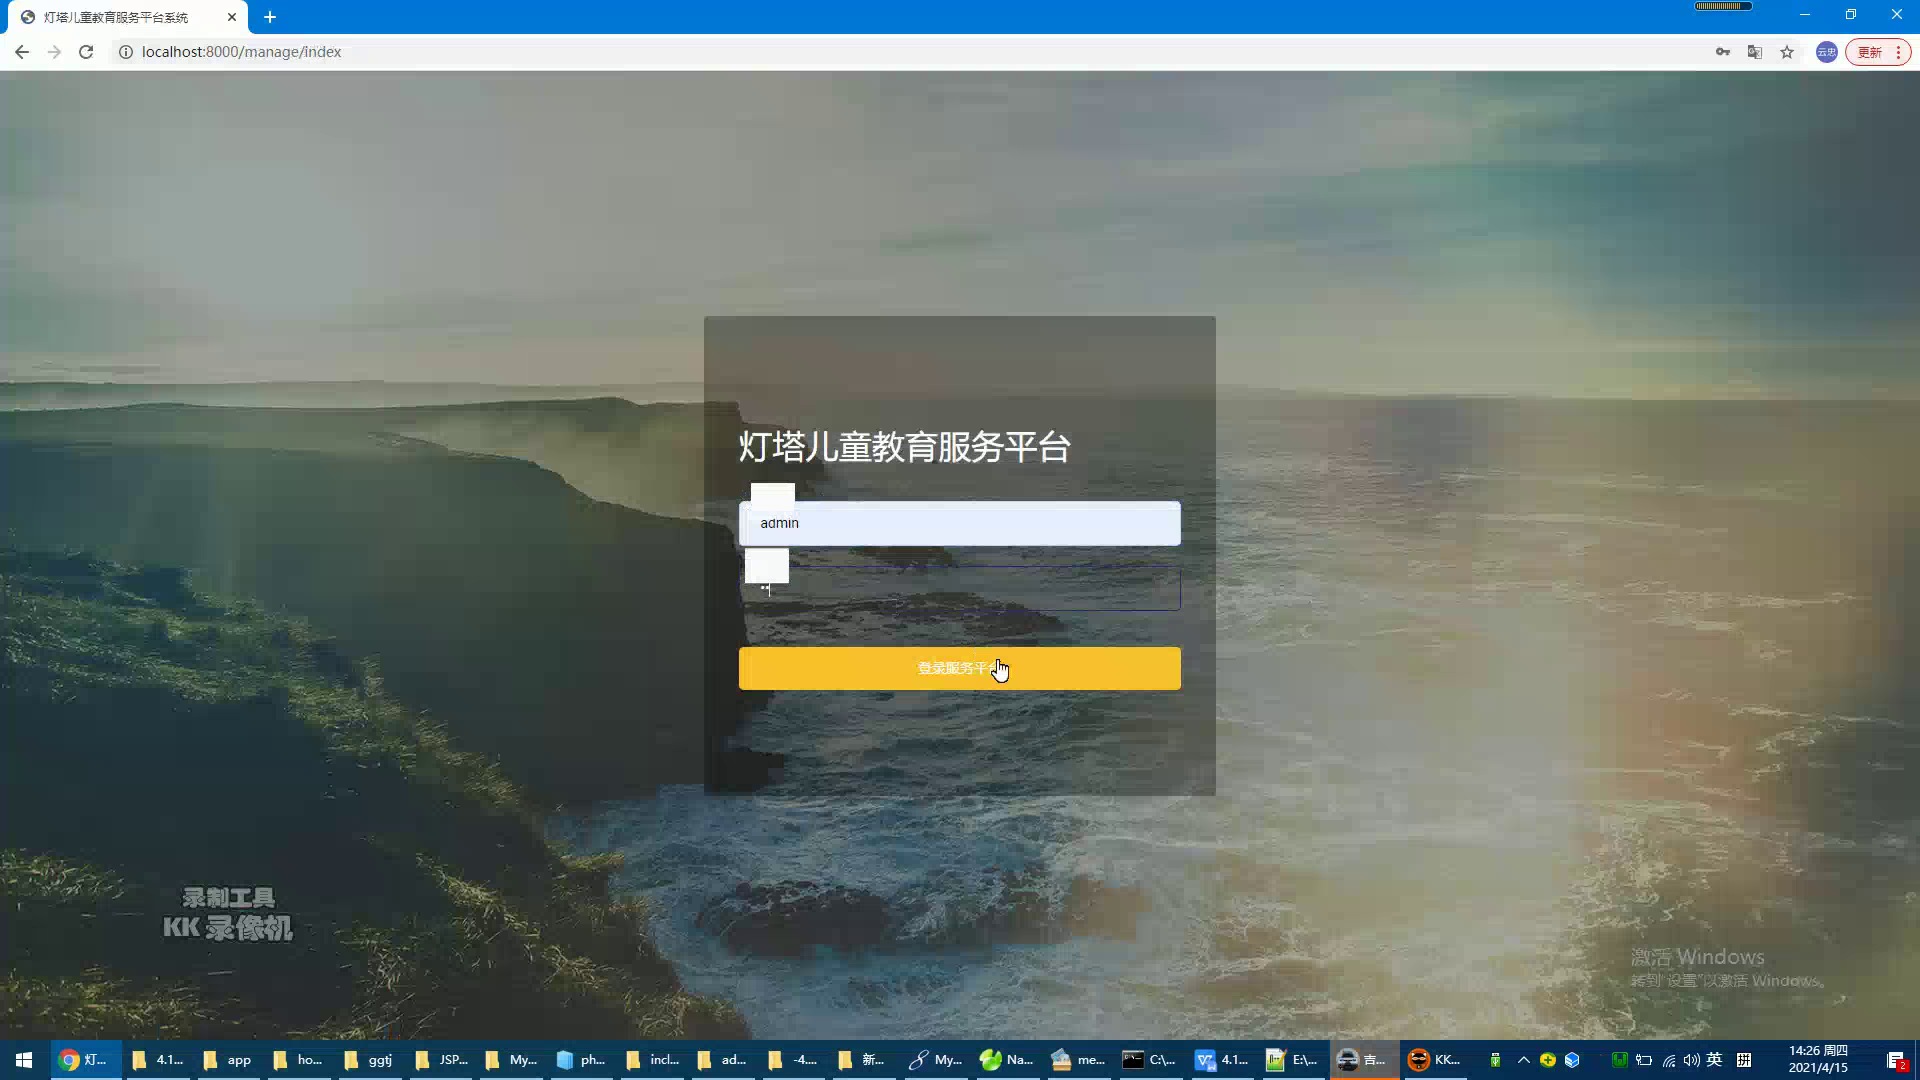 灯塔儿童教育服务平台系统
localhost:8000/manage/index
云忠
更新
灯塔儿童教育服务平台
admin
登录服务平台
录制工具
KK 录像机
激活 Windows
转到"设置"以激活 Windows。
灯...
4.1...
app
ho...
ggtj
JSP...
My...
ph...
incl...
ad...
-4....
新...
My...
Na...
me...
C:\...
4.1...
E:\...
吉...
KK...
英
拼
14:26 周四
2021/4/15
2